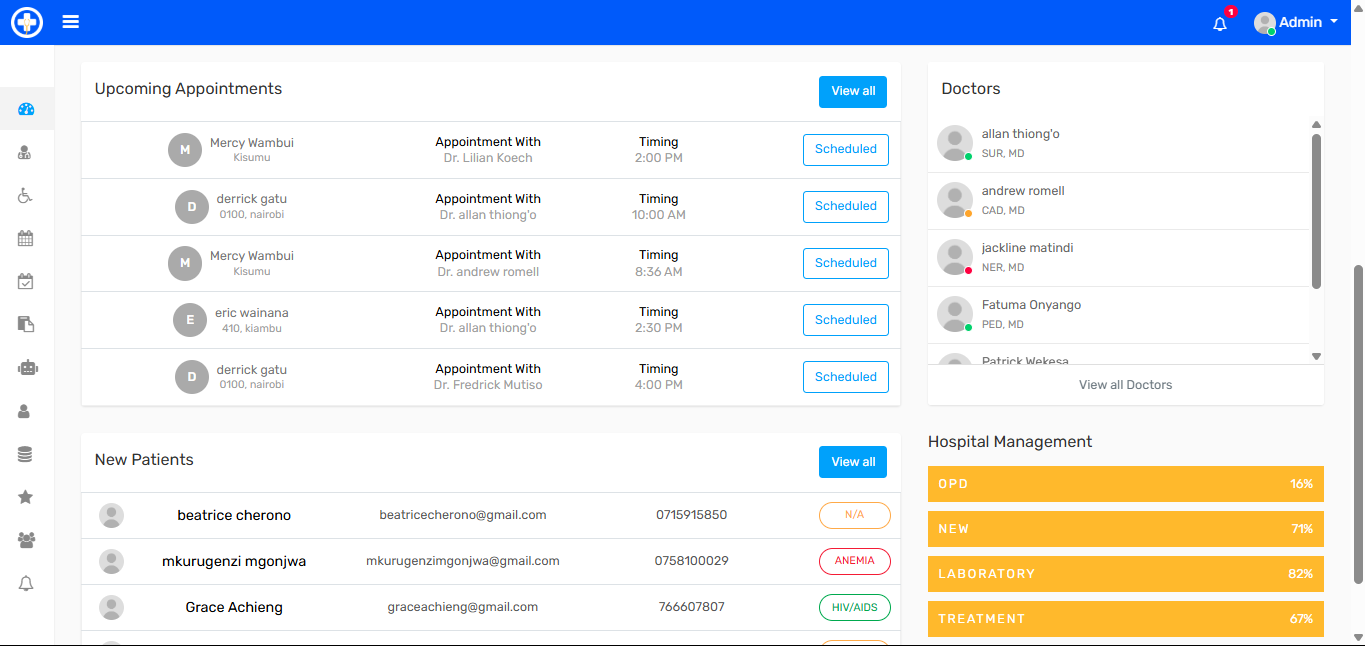 1
Admin
Upcoming Appointments
View all
M
Mercy Wambui
Kisumu
Appointment With
Dr. Lilian Koech
Timing
2:00 PM
Scheduled
D
derrick gatu
0100, nairobi
Appointment With
Dr. allan thiong'o
Timing
10:00 AM
Scheduled
M
Mercy Wambui
Kisumu
Appointment With
Dr. andrew romell
Timing
8:36 AM
Scheduled
E
eric wainana
410, kiambu
Appointment With
Dr. allan thiong'o
Timing
2:30 PM
Scheduled
D
derrick gatu
0100, nairobi
Appointment With
Dr. Fredrick Mutiso
Timing
4:00 PM
Scheduled
Doctors
allan thiong'o
SUR, MD
andrew romell
CAD, MD
jackline matindi
NER, MD
Fatuma Onyango
PED, MD
Patrick Wekesa
View all Doctors
New Patients
View all
beatrice cherono beatricecherono@gmail.com 0715915850 N/A
mkurugenzi mgonjwa mkurugenzimgonjwa@gmail.com 0758100029 ANEMIA
Grace Achieng graceachieng@gmail.com 766607807 HIV/AIDS
Hospital Management
OPD 16%
NEW 71%
LABORATORY 82%
TREATMENT 67%